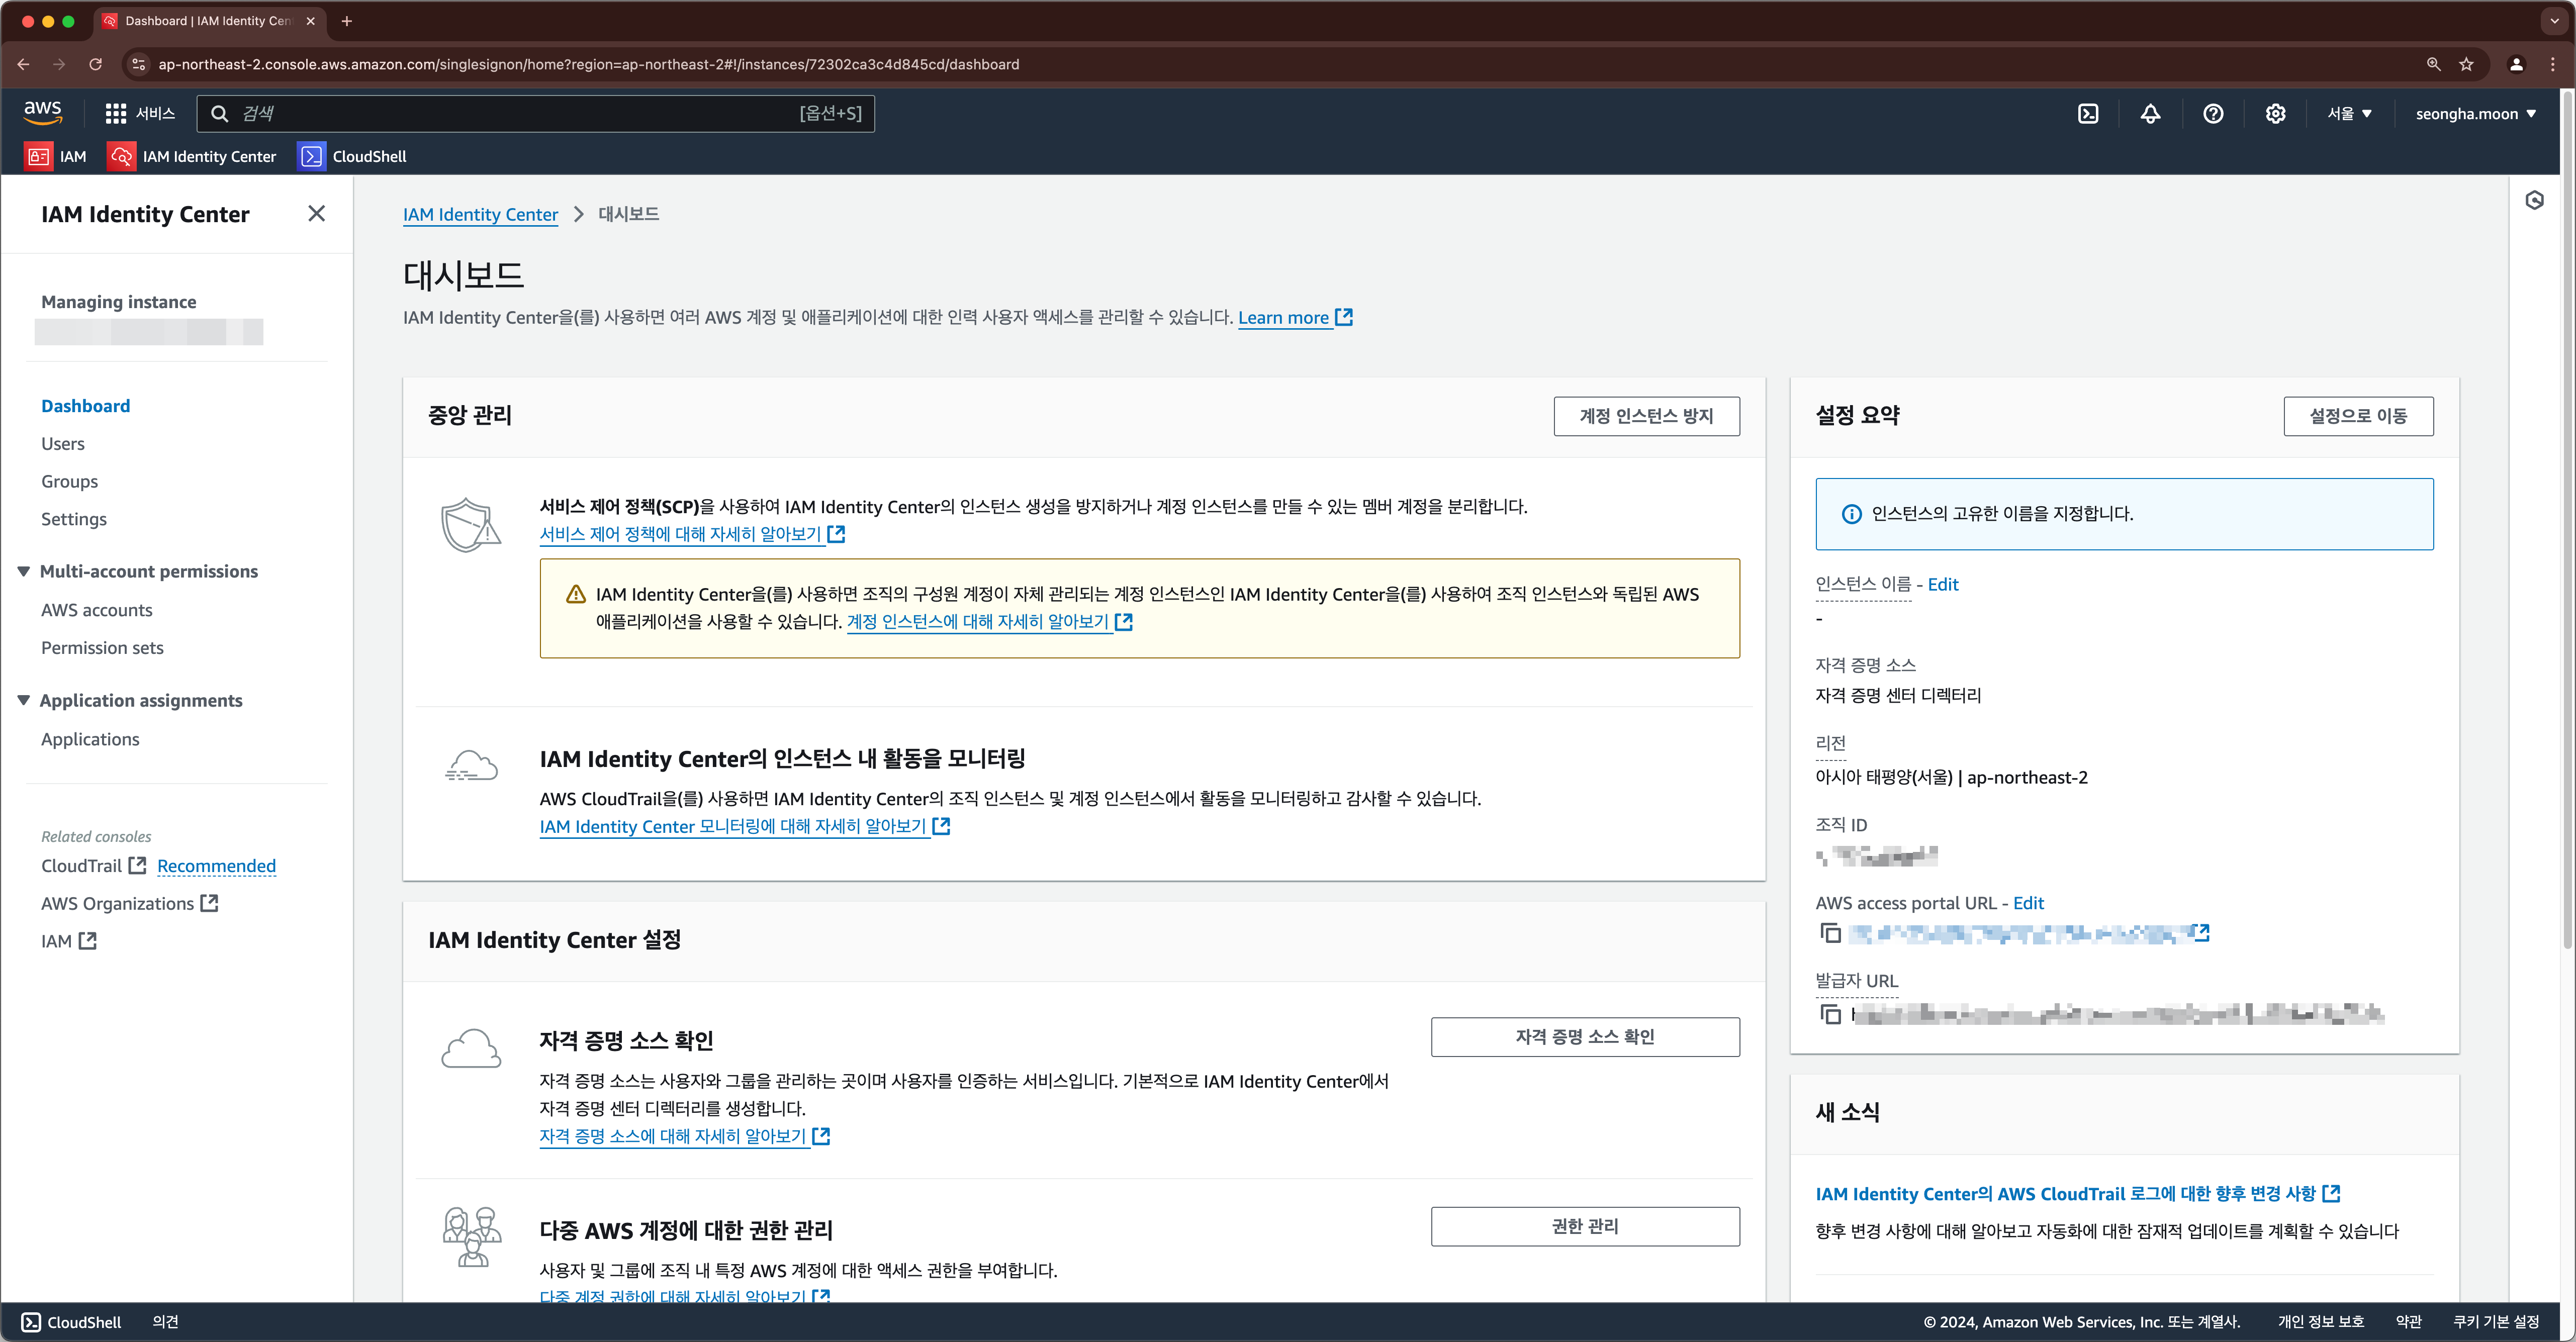 Dashboard | IAM Identity Cen
ap-northeast-2.console.aws.amazon.com/singlesignon/home?region=ap-northeast-2#!/instances/72302ca3c4d845cd/dashboard
aws
서비스
검색
[옵션+S]
서울 ▼
seongha.moon ▼
IAM
IAM Identity Center
CloudShell
IAM Identity Center
Managing instance
Dashboard
Users
Groups
Settings
Multi-account permissions
AWS accounts
Permission sets
Application assignments
Applications
Related consoles
CloudTrail Recommended
AWS Organizations
IAM
IAM Identity Center > 대시보드
대시보드
IAM Identity Center을(를) 사용하면 여러 AWS 계정 및 애플리케이션에 대한 인력 사용자 액세스를 관리할 수 있습니다. Learn more
중앙 관리
계정 인스턴스 방지
서비스 제어 정책(SCP)을 사용하여 IAM Identity Center의 인스턴스 생성을 방지하거나 계정 인스턴스를 만들 수 있는 멤버 계정을 분리합니다.
서비스 제어 정책에 대해 자세히 알아보기
IAM Identity Center을(를) 사용하면 조직의 구성원 계정이 자체 관리되는 계정 인스턴스인 IAM Identity Center을(를) 사용하여 조직 인스턴스와 독립된 AWS
애플리케이션을 사용할 수 있습니다. 계정 인스턴스에 대해 자세히 알아보기
IAM Identity Center의 인스턴스 내 활동을 모니터링
AWS CloudTrail을(를) 사용하면 IAM Identity Center의 조직 인스턴스 및 계정 인스턴스에서 활동을 모니터링하고 감사할 수 있습니다.
IAM Identity Center 모니터링에 대해 자세히 알아보기
IAM Identity Center 설정
자격 증명 소스 확인
자격 증명 소스 확인
자격 증명 소스는 사용자와 그룹을 관리하는 곳이며 사용자를 인증하는 서비스입니다. 기본적으로 IAM Identity Center에서
자격 증명 센터 디렉터리를 생성합니다.
자격 증명 소스에 대해 자세히 알아보기
다중 AWS 계정에 대한 권한 관리
권한 관리
사용자 및 그룹에 조직 내 특정 AWS 계정에 대한 액세스 권한을 부여합니다.
다중 계정 권한에 대해 자세히 알아보기
설정 요약
설정으로 이동
인스턴스의 고유한 이름을 지정합니다.
인스턴스 이름 - Edit
-
자격 증명 소스
자격 증명 센터 디렉터리
리전
아시아 태평양(서울) | ap-northeast-2
조직 ID
AWS access portal URL - Edit
발급자 URL
새 소식
IAM Identity Center의 AWS CloudTrail 로그에 대한 향후 변경 사항
향후 변경 사항에 대해 알아보고 자동화에 대한 잠재적 업데이트를 계획할 수 있습니다
CloudShell
의견
© 2024, Amazon Web Services, Inc. 또는 계열사.
개인 정보 보호
약관
쿠키 기본 설정